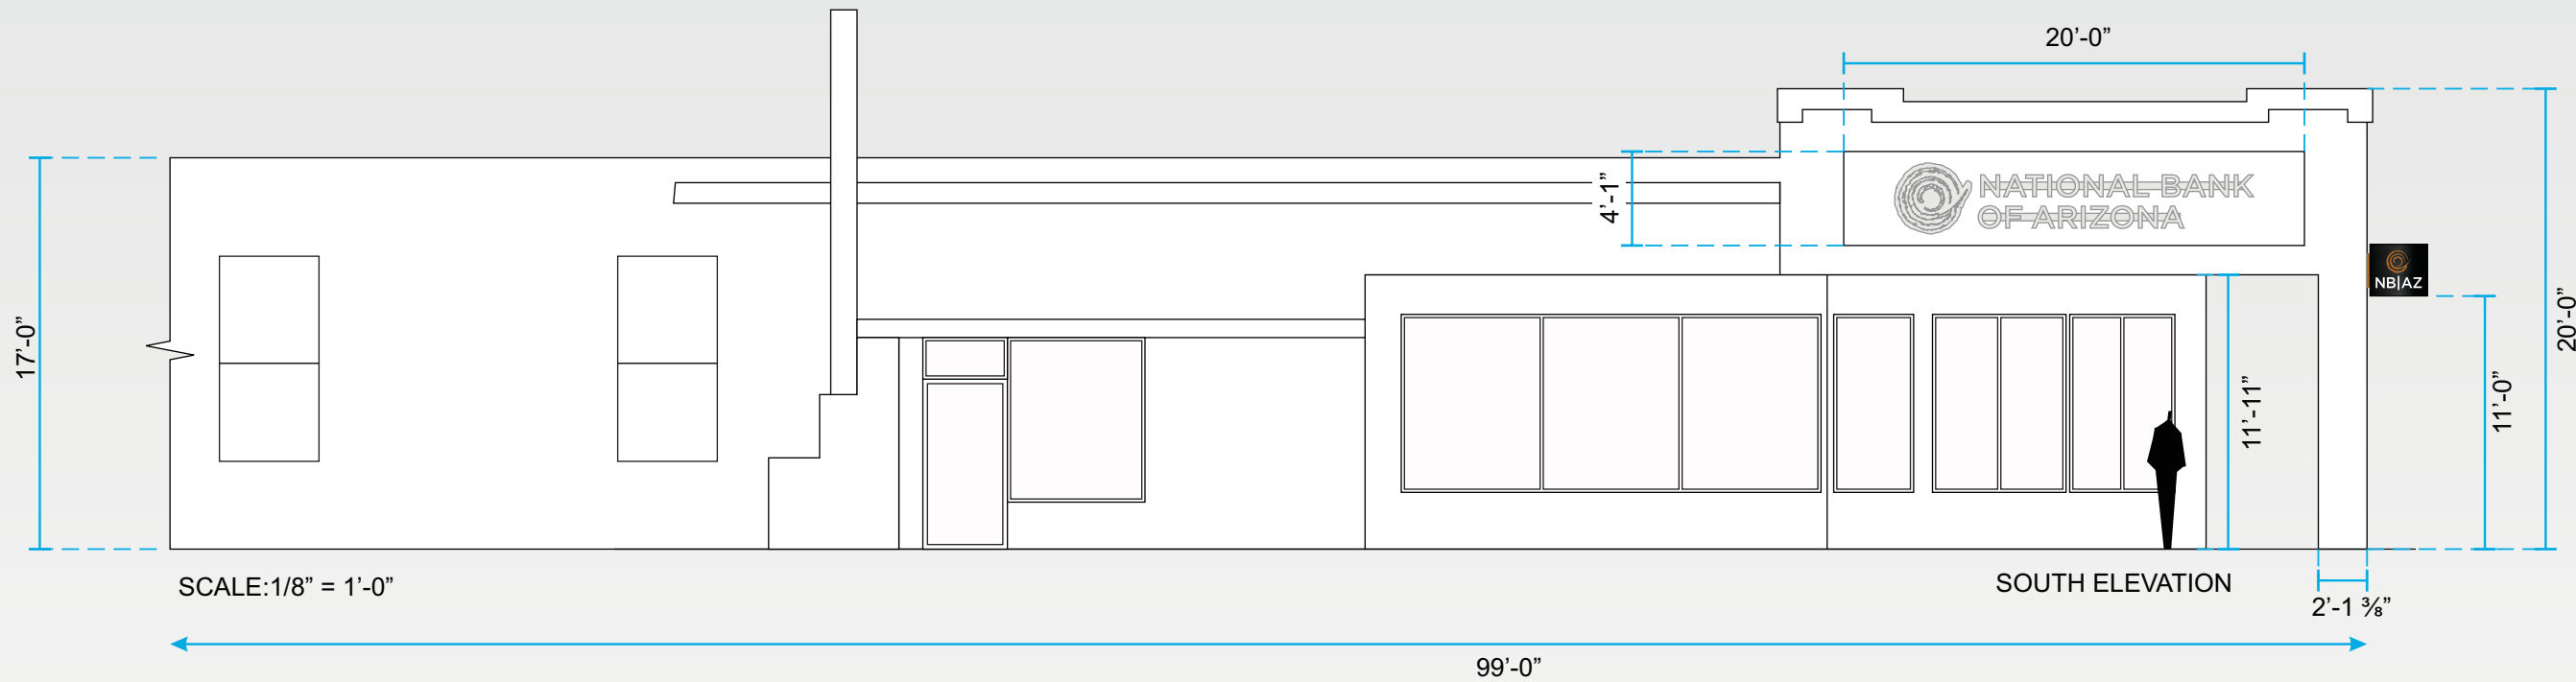 20’-0”
4’-1”
NATIONAL BANK
OF ARIZONA
NB|AZ
17’-0”
20’-0”
11’-0”
11’-11”
SCALE:1/8” = 1’-0”
SOUTH ELEVATION
2’-1 ⅜”
99’-0”